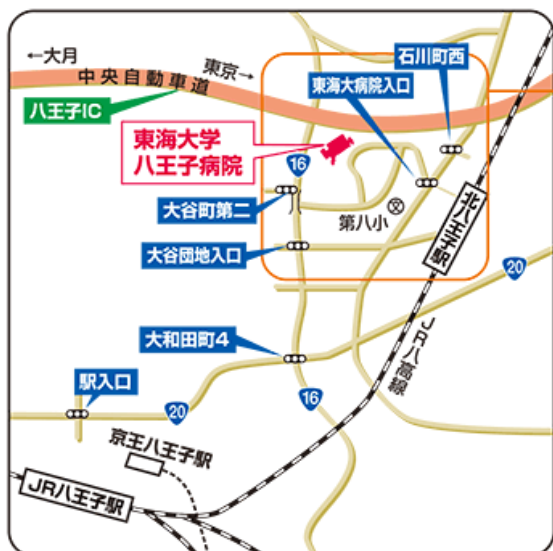 ←大月
東京→
中央自動車道
八王子IC
石川町西
東海大病院入口
東海大学
八王子病院
16
大谷町第二
第八小
文
北八王子駅
大谷団地入口
20
大和田町4
JR八高線
駅入口
20
16
京王八王子駅
JR八王子駅